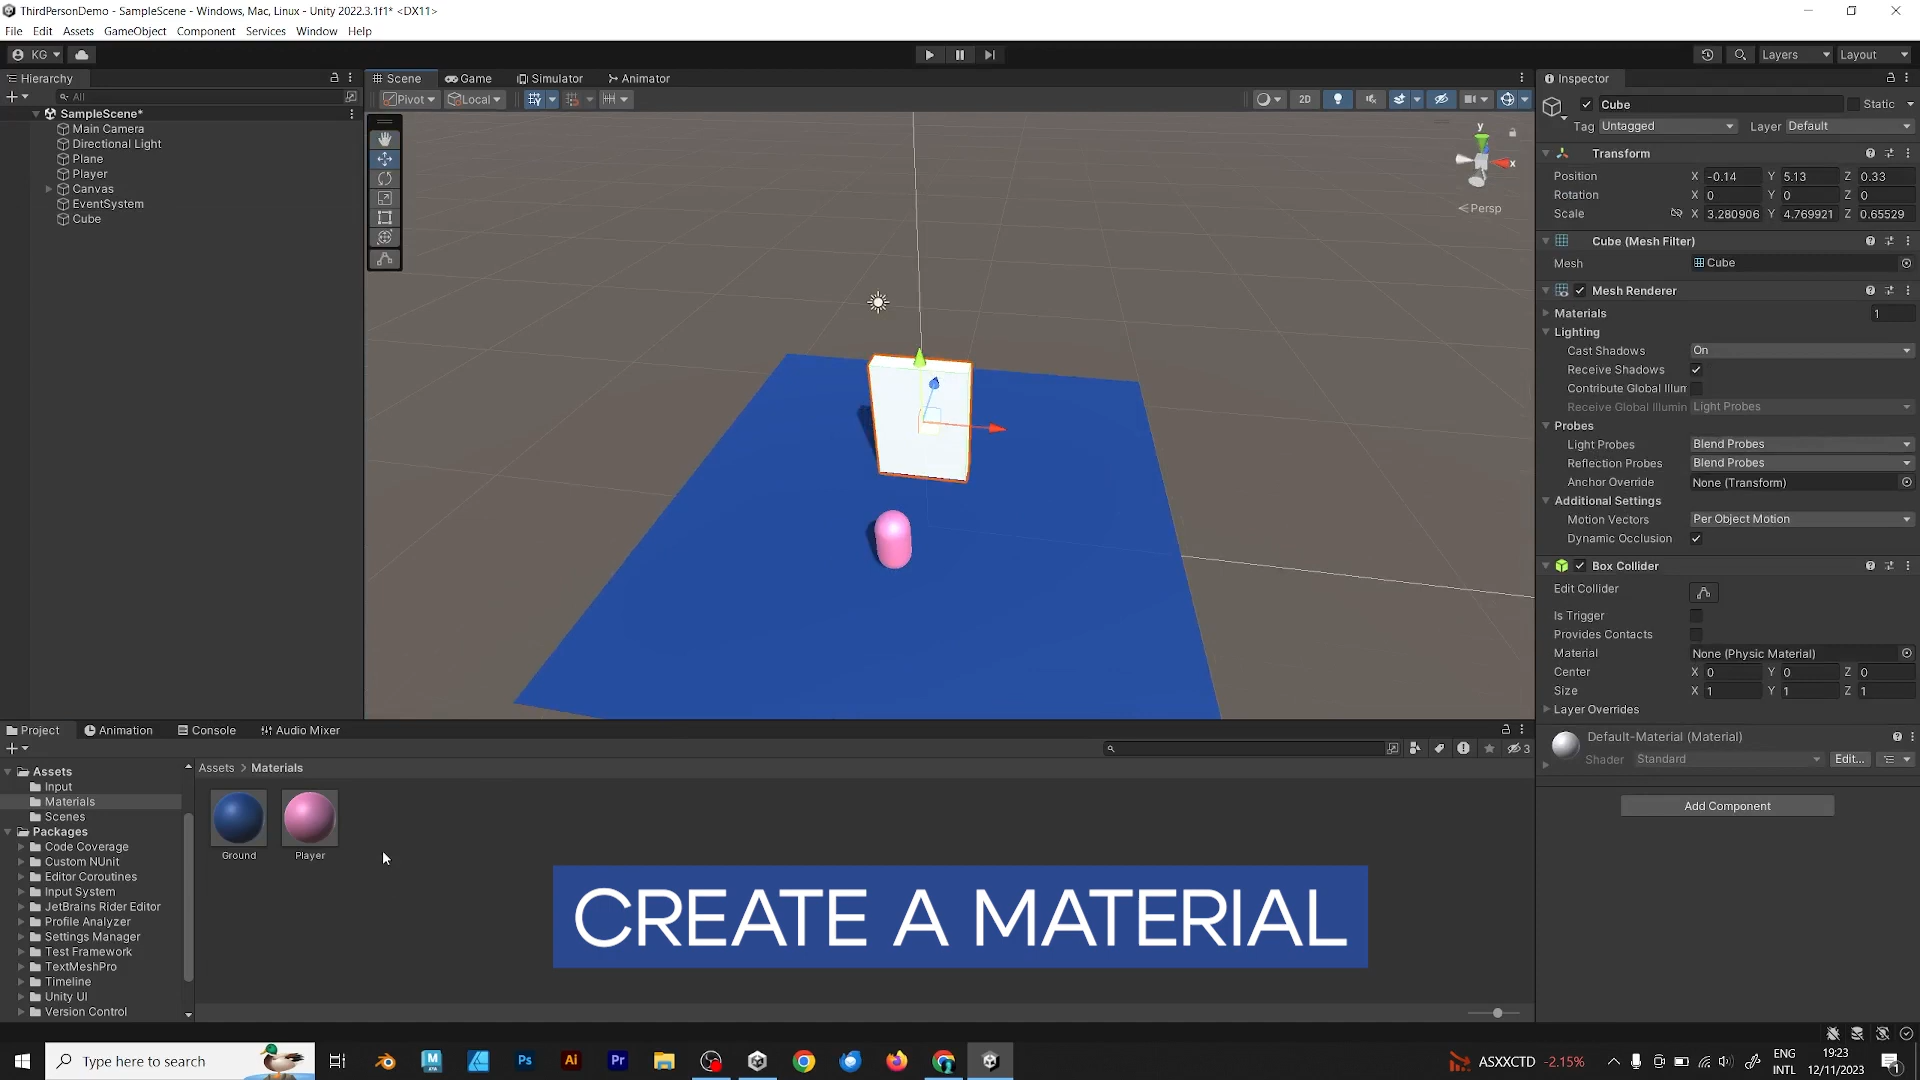 ThirdPersonDemo - SampleScene - Windows, Mac, Linux - Unity 2022.3.1f1* <DX11>
File Edit Assets GameObject Component Services Window Help
KG
Layers Layout
Hierarchy
All
SampleScene*
Main Camera
Directional Light
Plane
Player
Canvas
EventSystem
Cube
Scene Game Simulator Animator
Pivot Local 2D
y
x
Persp
Inspector
Cube Static
Tag Untagged Layer Default
Transform
Position X -0.14 Y 5.13 Z 0.33
Rotation X 0 Y 0 Z 0
Scale X 3.280906 Y 4.769921 Z 0.65529
Cube (Mesh Filter)
Mesh Cube
Mesh Renderer
Materials 1
Lighting
Cast Shadows On
Receive Shadows
Contribute Global Illum
Receive Global Illumin Light Probes
Probes
Light Probes Blend Probes
Reflection Probes Blend Probes
Anchor Override None (Transform)
Additional Settings
Motion Vectors Per Object Motion
Dynamic Occlusion
Box Collider
Edit Collider
Is Trigger
Provides Contacts
Material None (Physic Material)
Center X 0 Y 0 Z 0
Size X 1 Y 1 Z 1
Layer Overrides
Default-Material (Material)
Shader Standard Edit...
Add Component
Project Animation Console Audio Mixer
3
Assets
Input
Materials
Scenes
Packages
Code Coverage
Custom NUnit
Editor Coroutines
Input System
JetBrains Rider Editor
Profile Analyzer
Settings Manager
Test Framework
TextMeshPro
Timeline
Unity UI
Version Control
Assets > Materials
Ground Player
CREATE A MATERIAL
Type here to search
Ps Ai Pr
ASXXCTD -2.15%
ENG
INTL
19:23
12/11/2023
1